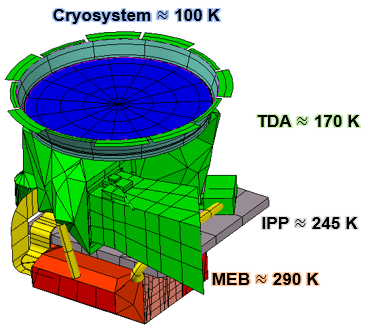 Cryosystem ≈ 100 K
TDA ≈ 170 K
IPP ≈ 245 K
MEB ≈ 290 K